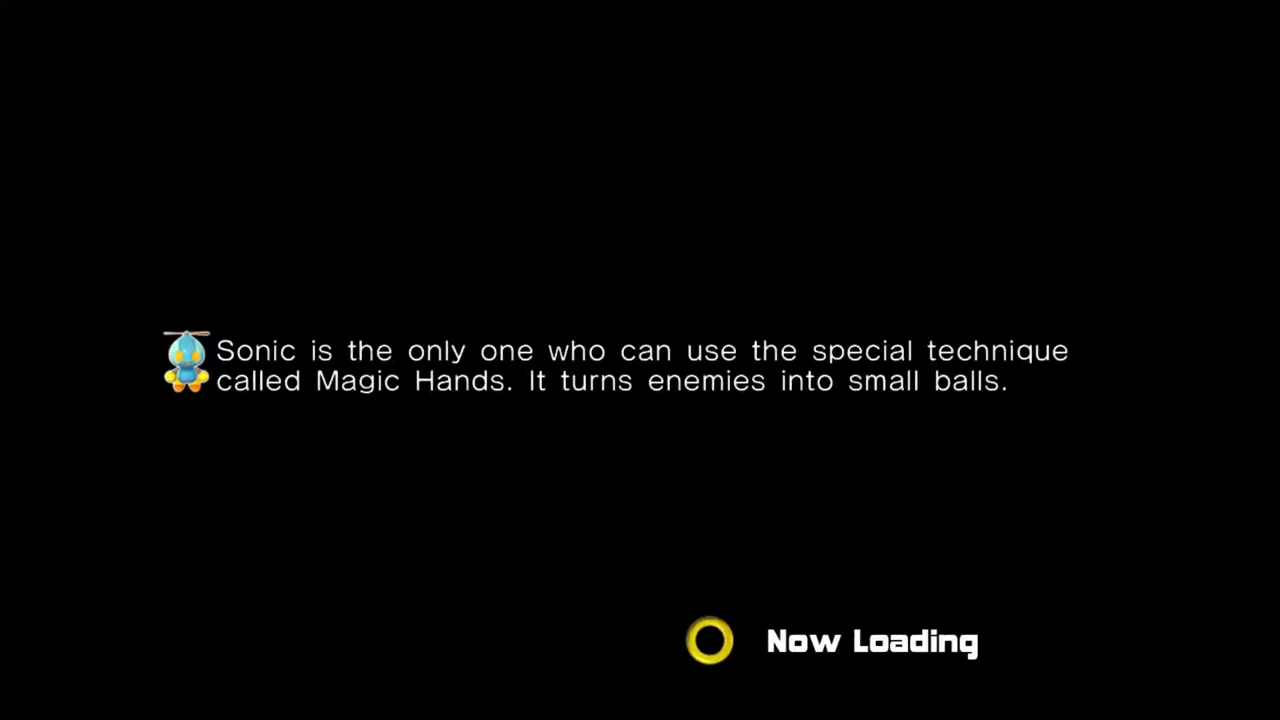 Sonic is the only one who can use the special technique
called Magic Hands. It turns enemies into small balls.
Now Loading